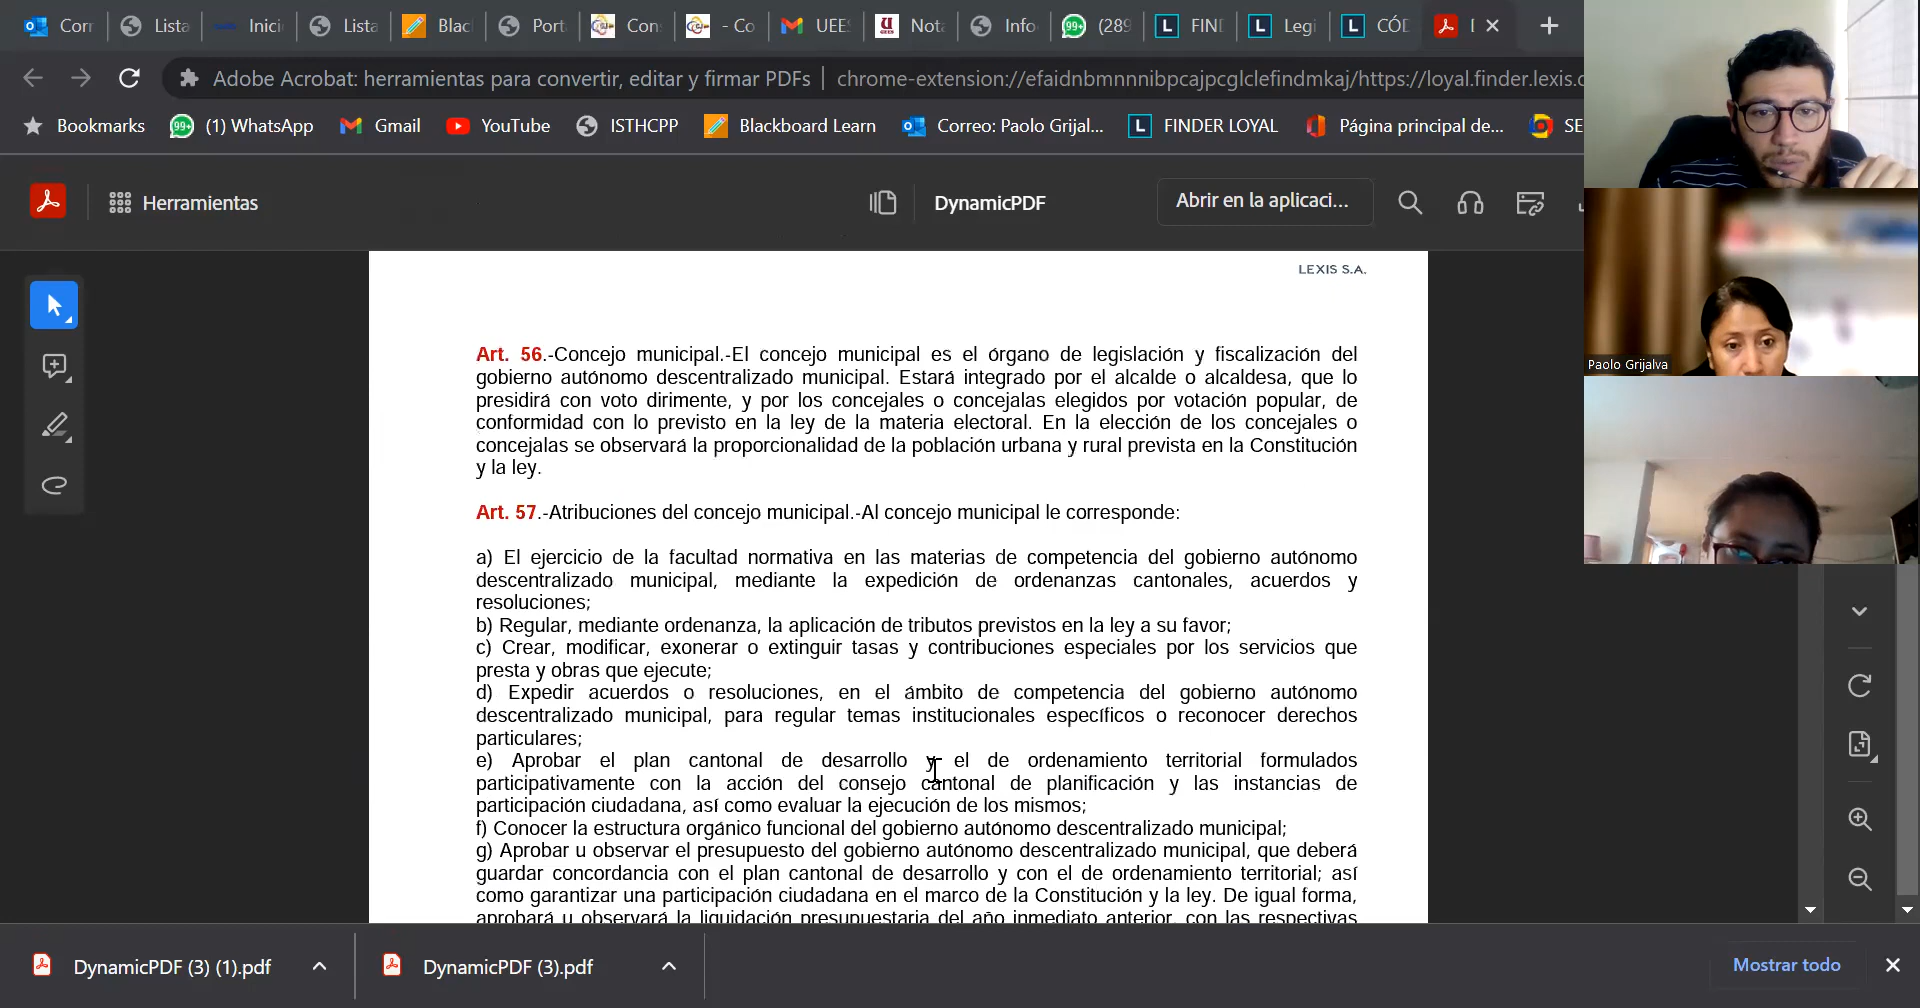 Corr
Lista
Inici
Lista
Blac
Port
Con
- Co
UEES
Nota
Info
(289
FIND
Legi
CÓD
Adobe Acrobat: herramientas para convertir, editar y firmar PDFs | chrome-extension://efaidnbmnnnibpcajpcglclefindmkaj/https://loyal.finder.lexis.c
Bookmarks
(1) WhatsApp
Gmail
YouTube
ISTHCPP
Blackboard Learn
Correo: Paolo Grijal...
FINDER LOYAL
Página principal de...
SE
Herramientas
DynamicPDF
Abrir en la aplicaci...
LEXIS S.A.
Art. 56.-Concejo municipal.-El concejo municipal es el órgano de legislación y fiscalización del
gobierno autónomo descentralizado municipal. Estará integrado por el alcalde o alcaldesa, que lo
presidirá con voto dirimente, y por los concejales o concejalas elegidos por votación popular, de
conformidad con lo previsto en la ley de la materia electoral. En la elección de los concejales o
concejalas se observará la proporcionalidad de la población urbana y rural prevista en la Constitución
y la ley.
Art. 57.-Atribuciones del concejo municipal.-Al concejo municipal le corresponde:
a) El ejercicio de la facultad normativa en las materias de competencia del gobierno autónomo
descentralizado municipal, mediante la expedición de ordenanzas cantonales, acuerdos y
resoluciones;
b) Regular, mediante ordenanza, la aplicación de tributos previstos en la ley a su favor;
c) Crear, modificar, exonerar o extinguir tasas y contribuciones especiales por los servicios que
presta y obras que ejecute;
d) Expedir acuerdos o resoluciones, en el ámbito de competencia del gobierno autónomo
descentralizado municipal, para regular temas institucionales específicos o reconocer derechos
particulares;
e) Aprobar el plan cantonal de desarrollo y el de ordenamiento territorial formulados
participativamente con la acción del consejo cantonal de planificación y las instancias de
participación ciudadana, así como evaluar la ejecución de los mismos;
f) Conocer la estructura orgánico funcional del gobierno autónomo descentralizado municipal;
g) Aprobar u observar el presupuesto del gobierno autónomo descentralizado municipal, que deberá
guardar concordancia con el plan cantonal de desarrollo y con el de ordenamiento territorial; así
como garantizar una participación ciudadana en el marco de la Constitución y la ley. De igual forma,
aprobará u observará la liquidación presupuestaria del año inmediato anterior, con las respectivas
Paolo Grijalva
DynamicPDF (3) (1).pdf
DynamicPDF (3).pdf
Mostrar todo